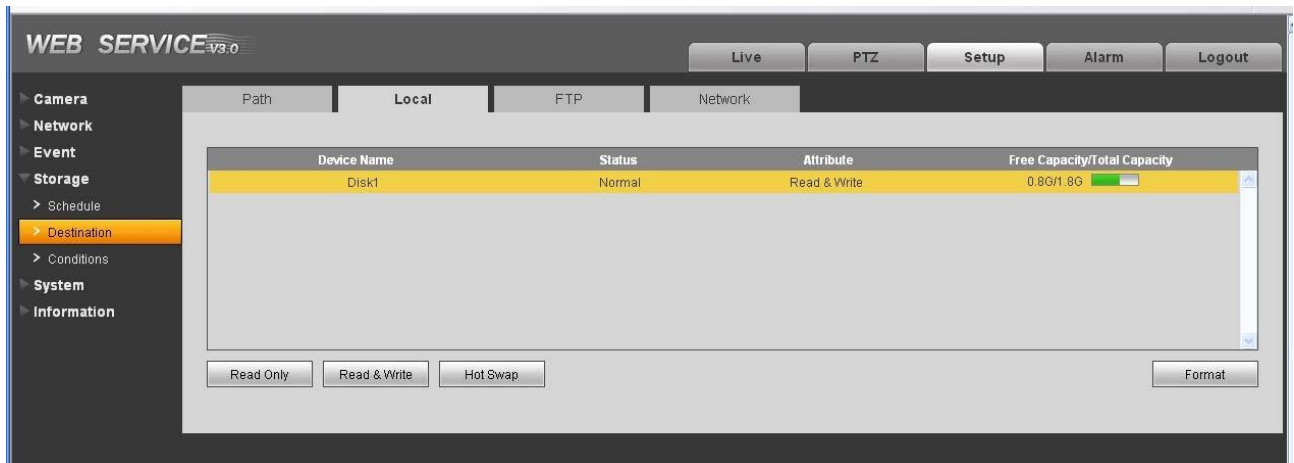 WEB SERVICE V3.0
Live PTZ Setup Alarm Logout
Camera
Network
Event
Storage
> Schedule
> Destination
> Conditions
System
Information
Path Local FTP Network
Device Name Status Attribute Free Capacity/Total Capacity
Disk1 Normal Read & Write 0.8G/1.8G
Read Only Read & Write Hot Swap Format